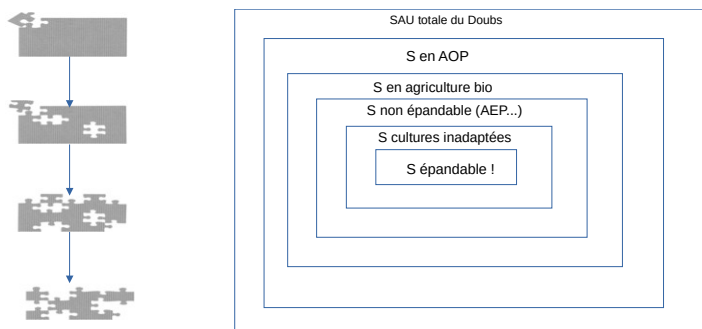 SAU totale du Doubs
S en AOP
S en agriculture bio
S non épandable (AEP...)
S cultures inadaptées
S épandable !